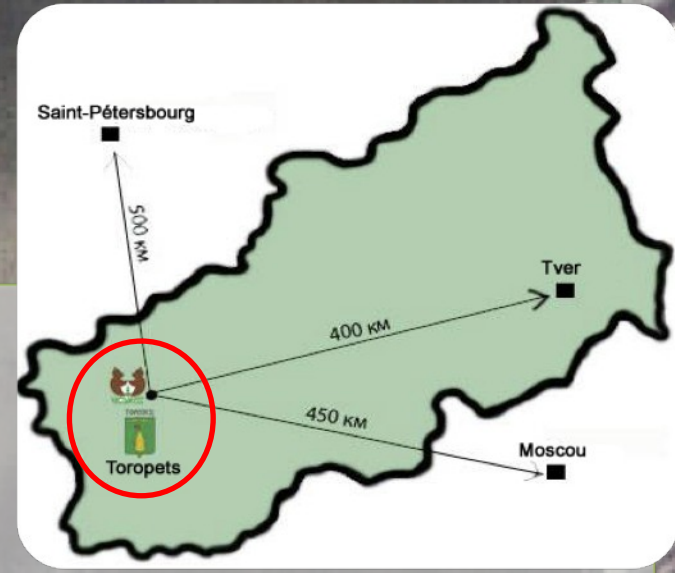 Saint-Pétersbourg
500 км
Tver
400 км
450 км
Moscou
Toropets